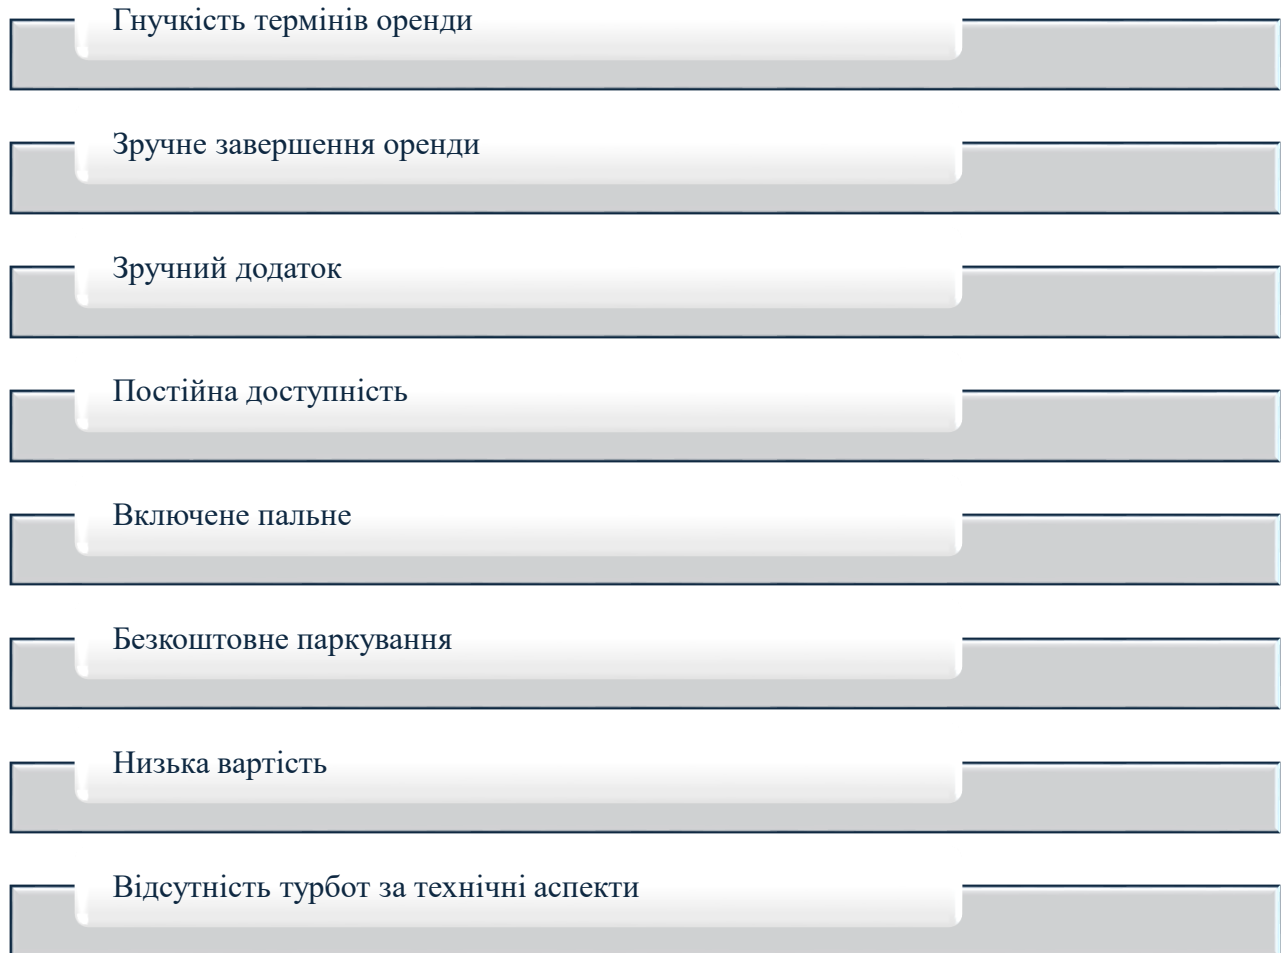 Гнучкість термінів оренди
Зручне завершення оренди
Зручний додаток
Постійна доступність
Включене пальне
Безкоштовне паркування
Низька вартість
Відсутність турбот за технічні аспекти